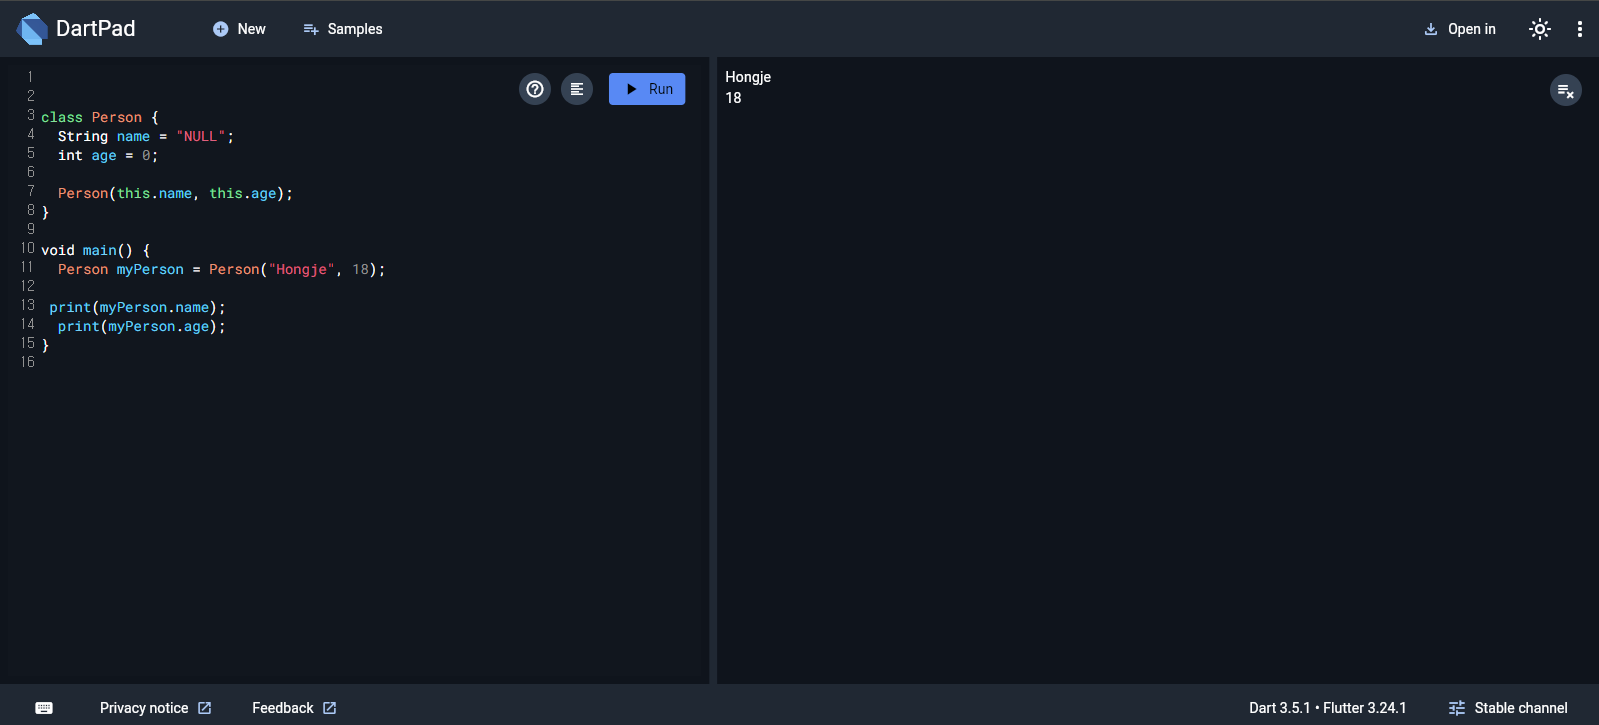 DartPad New Samples Open in
1
2
3 class Person {
4   String name = "NULL";
5   int age = 0;
6
7   Person(this.name, this.age);
8 }
9
10 void main() {
11   Person myPerson = Person("Hongje", 18);
12
13  print(myPerson.name);
14   print(myPerson.age);
15 }
16
Run
Hongje
18
Privacy notice Feedback Dart 3.5.1 • Flutter 3.24.1 Stable channel